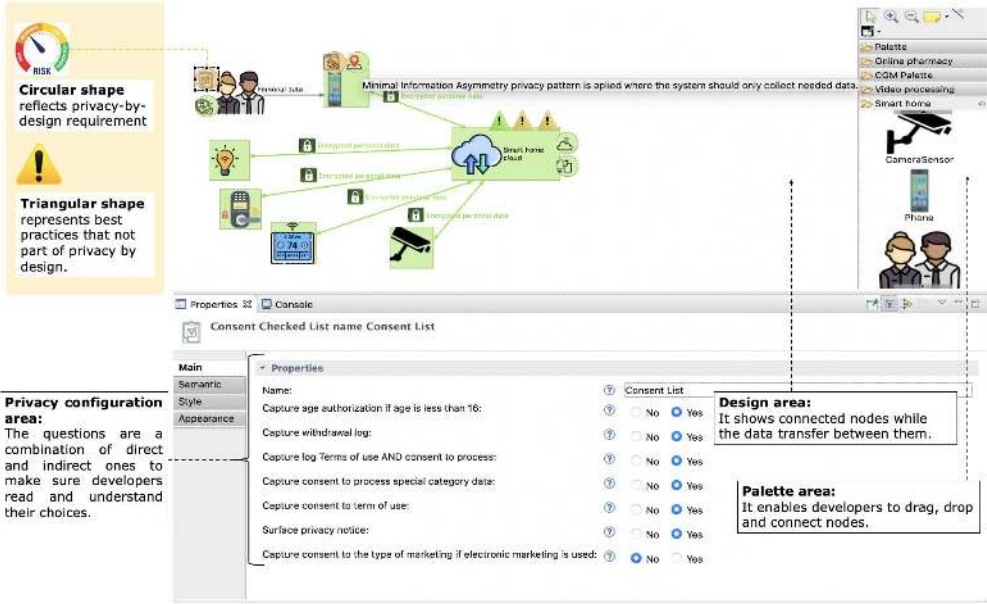 RISK
Circular shape
reflects privacy-by-
design requirement
Triangular shape
represents best
practices that not
part of privacy by
design.
Personal data
Minimal Information Asymmetry privacy pattern is aplied where the system should only collect needed data.
Encrypted personal data
Encrypted personal data
Encrypted personal data
Encrypted personal data
Encrypted personal data
Smart home
cloud
74
Palette
Online pharmacy
CGM Palette
Video processing
Smart home
CameraSensor
Phone
Properties
Console
Consent Checked List name Consent List
Main
Semantic
Style
Appearance
Properties
Name: Consent List
Capture age authorization if age is less than 16: No Yes
Capture withdrawal log: No Yes
Capture log Terms of use AND consent to process: No Yes
Capture consent to process special category data: No Yes
Capture consent to term of use: No Yes
Surface privacy notice: No Yes
Capture consent to the type of marketing if electronic marketing is used: No Yes
Privacy configuration
area:
The questions are a
combination of direct
and indirect ones to
make sure developers
read and understand
their choices.
Design area:
It shows connected nodes while
the data transfer between them.
Palette area:
It enables developers to drag, drop
and connect nodes.